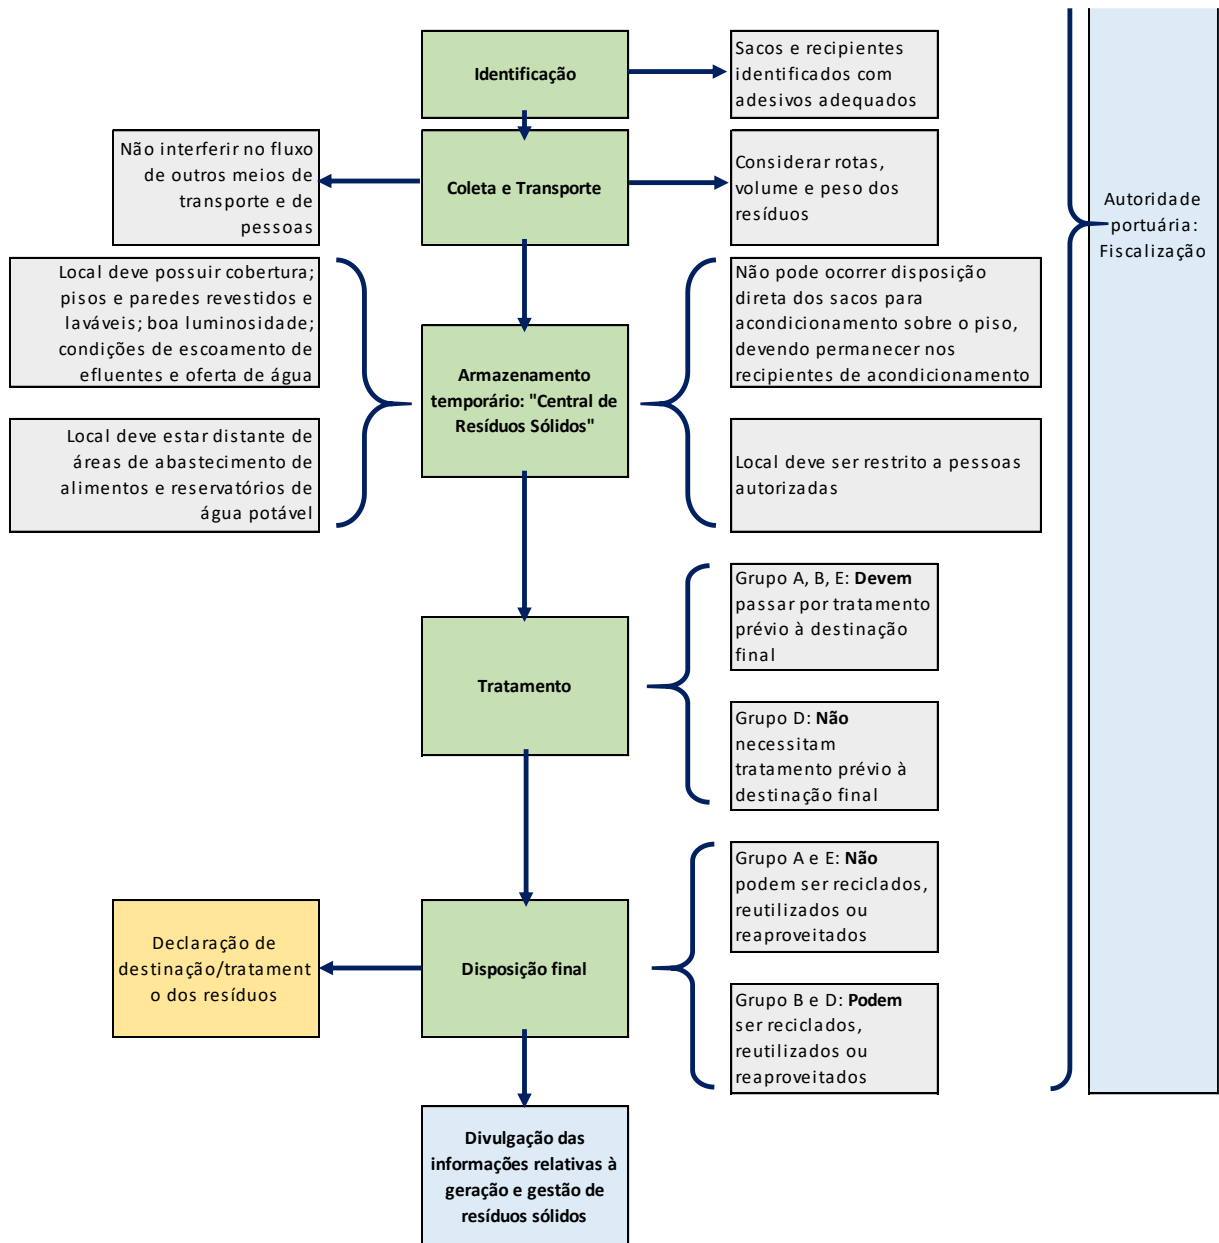 Identificação
Sacos e recipientes
identificados com
adesivos adequados
Não interferir no fluxo
de outros meios de
transporte e de
pessoas
Coleta e Transporte
Considerar rotas,
volume e peso dos
resíduos
Autoridade
portuária:
Fiscalização
Local deve possuir cobertura;
pisos e paredes revestidos e
laváveis; boa luminosidade;
condições de escoamento de
efluentes e oferta de água
Local deve estar distante de
áreas de abastecimento de
alimentos e reservatórios de
água potável
Armazenamento
temporário: "Central de
Resíduos Sólidos"
Não pode ocorrer disposição
direta dos sacos para
acondicionamento sobre o piso,
devendo permanecer nos
recipientes de acondicionamento
Local deve ser restrito a pessoas
autorizadas
Tratamento
Grupo A, B, E: Devem
passar por tratamento
prévio à destinação
final
Grupo D: Não
necessitam
tratamento prévio à
destinação final
Declaração de
destinação/tratament
o dos resíduos
Disposição final
Grupo A e E: Não
podem ser reciclados,
reutilizados ou
reaproveitados
Grupo B e D: Podem
ser reciclados,
reutilizados ou
reaproveitados
Divulgação das
informações relativas à
geração e gestão de
resíduos sólidos